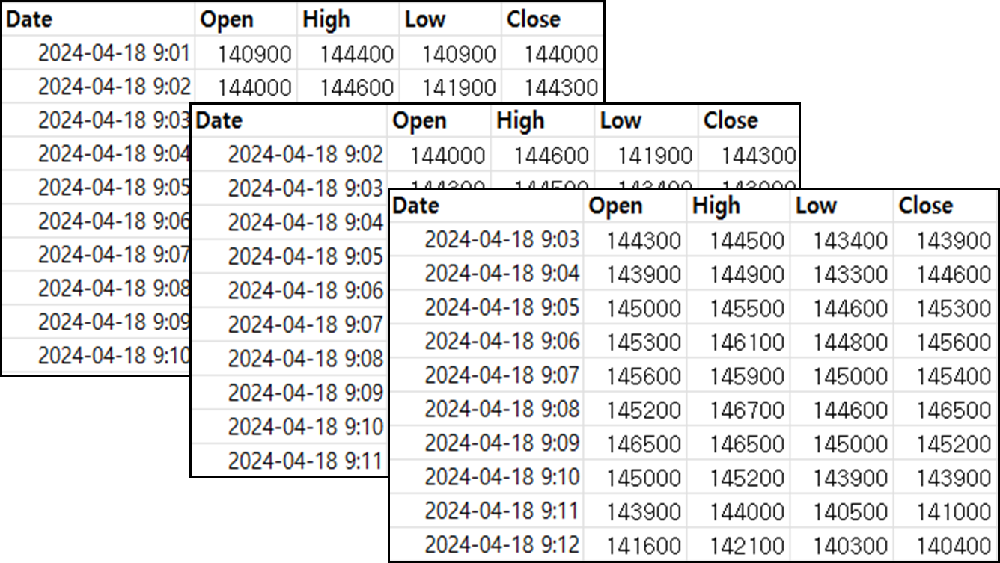 Date Open High Low Close
2024-04-18 9:01 140900 144400 140900 144000
2024-04-18 9:02 144000 144600 141900 144300
2024-04-18 9:03
2024-04-18 9:04
2024-04-18 9:05
2024-04-18 9:06
2024-04-18 9:07
2024-04-18 9:08
2024-04-18 9:09
2024-04-18 9:10
Date Open High Low Close
2024-04-18 9:02 144000 144600 141900 144300
2024-04-18 9:03 144300 144500 143400 143900
2024-04-18 9:04
2024-04-18 9:05
2024-04-18 9:06
2024-04-18 9:07
2024-04-18 9:08
2024-04-18 9:09
2024-04-18 9:10
2024-04-18 9:11
Date Open High Low Close
2024-04-18 9:03 144300 144500 143400 143900
2024-04-18 9:04 143900 144900 143300 144600
2024-04-18 9:05 145000 145500 144600 145300
2024-04-18 9:06 145300 146100 144800 145600
2024-04-18 9:07 145600 145900 145000 145400
2024-04-18 9:08 145200 146700 144600 146500
2024-04-18 9:09 146500 146500 145000 145200
2024-04-18 9:10 145000 145200 143900 143900
2024-04-18 9:11 143900 144000 140500 141000
2024-04-18 9:12 141600 142100 140300 140400